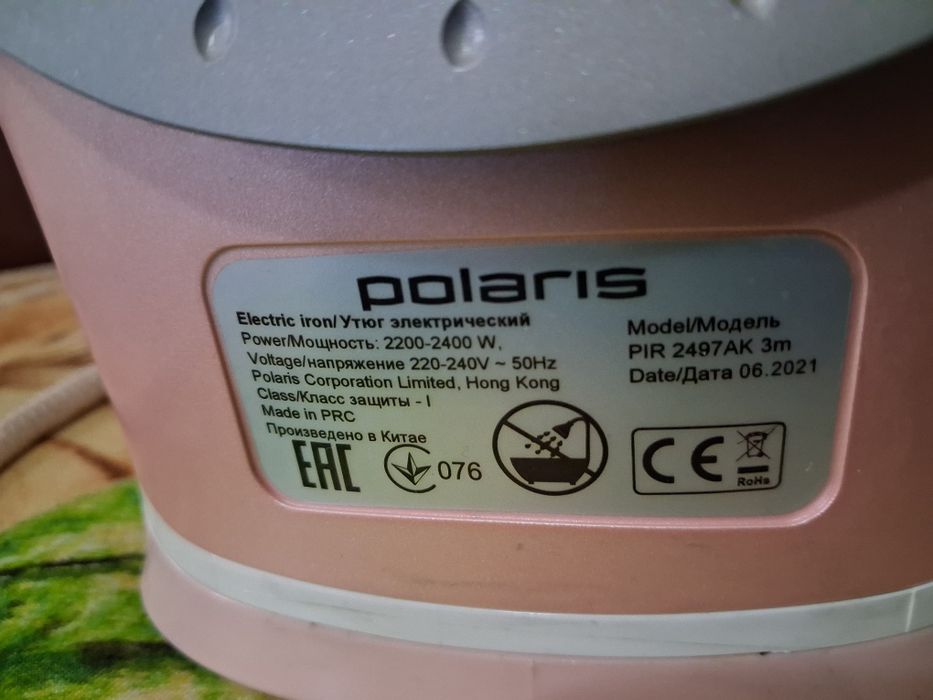 polaris
Electric iron/Утюг электрический
Power/Мощность: 2200-2400 W,
Voltage/напряжение 220-240V ~ 50Hz
Polaris Corporation Limited, Hong Kong
Class/Класс защиты - I
Made in PRC
Произведено в Китае
Model/Модель
PIR 2497AK 3m
Date/Дата 06.2021
EAC
076
CE
RoHs